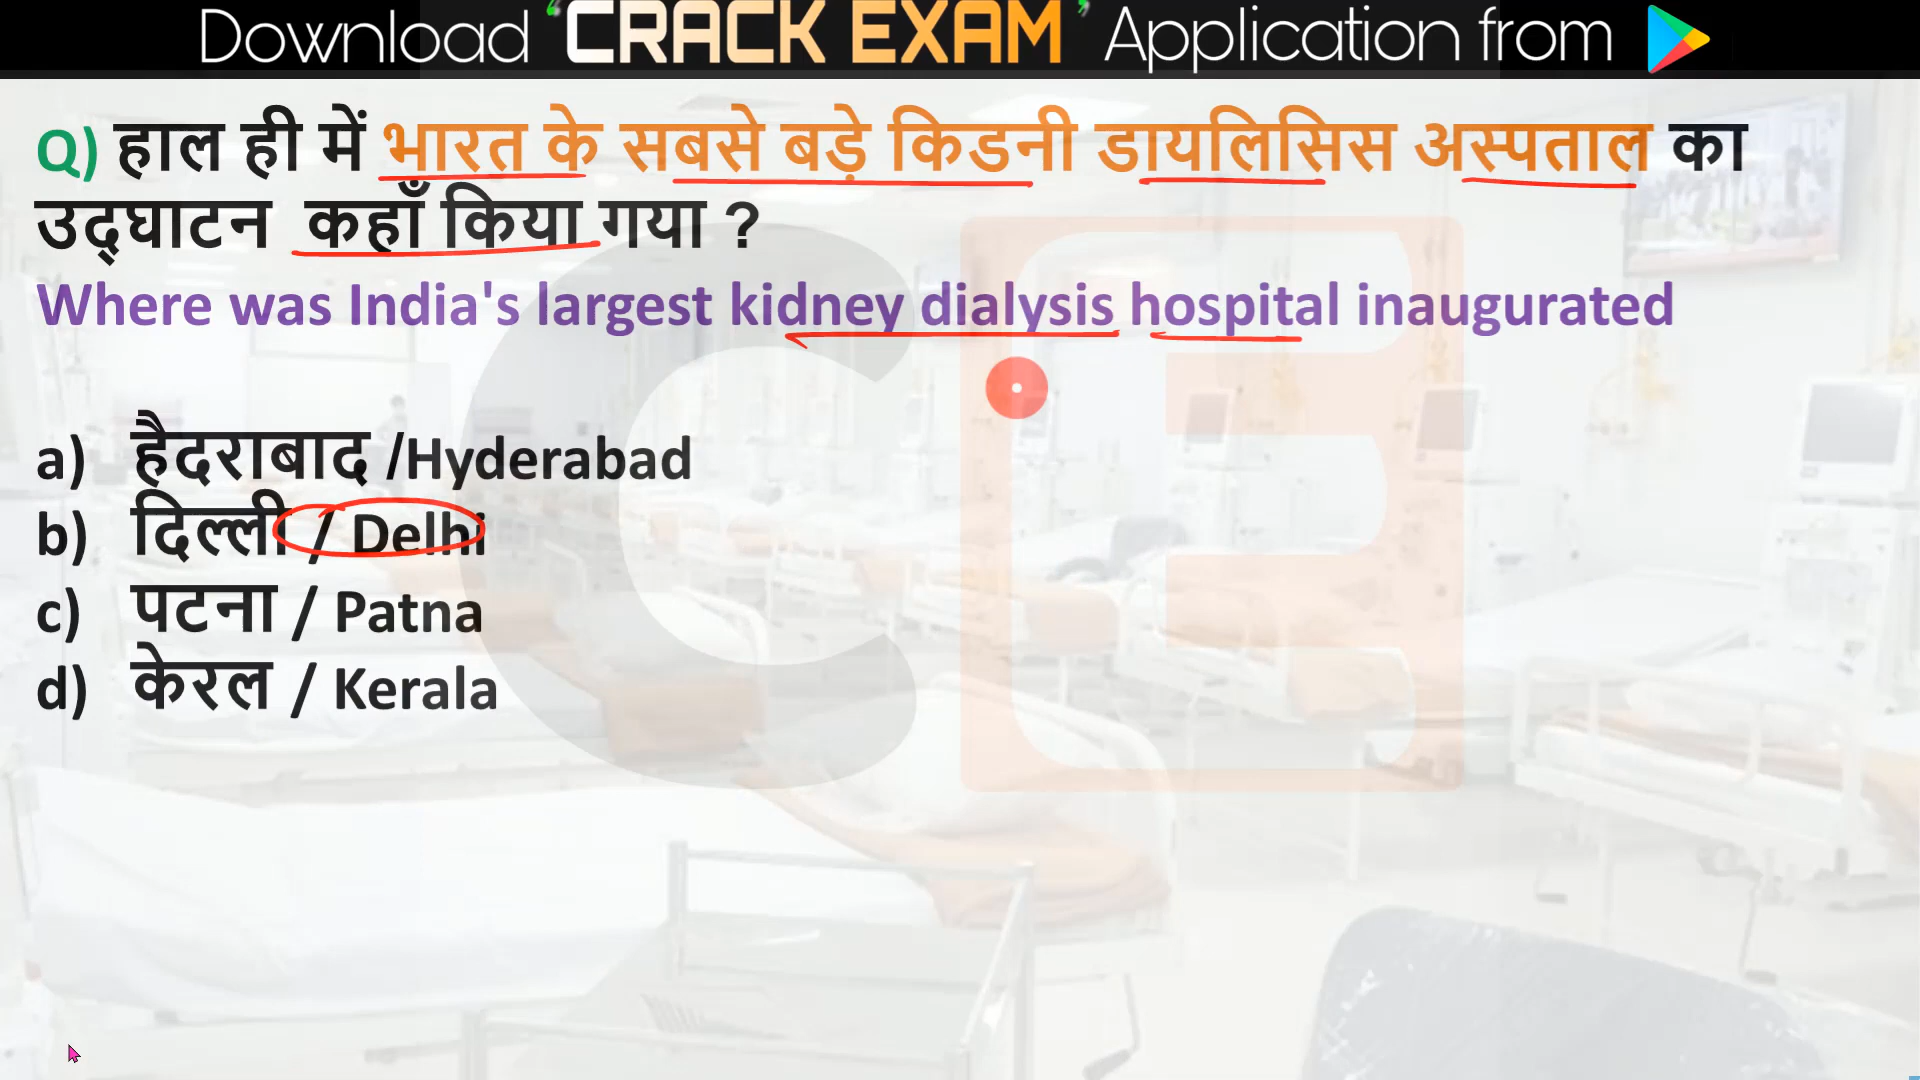 Download ‘CRACK EXAM’ Application from
Q) हाल ही में भारत के सबसे बड़े किडनी डायलिसिस अस्पताल का
उद्घाटन कहाँ किया गया ?
Where was India's largest kidney dialysis hospital inaugurated
a) हैदराबाद /Hyderabad
b) दिल्ली / Delhi
c) पटना / Patna
d) केरल / Kerala
CE